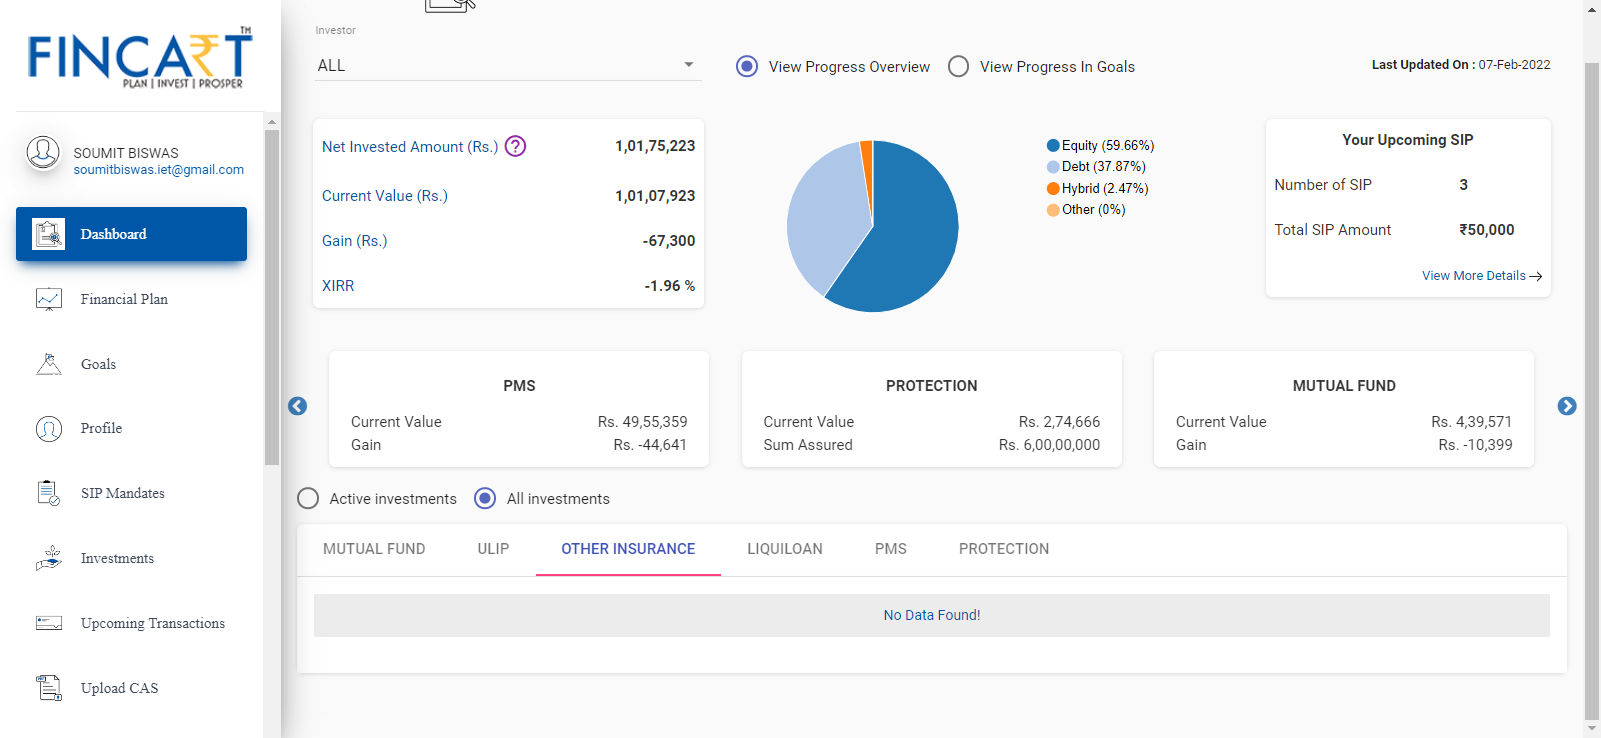 FINCART TM
PLAN | INVEST | PROSPER
SOUMIT BISWAS
soumitbiswas.iet@gmail.com
Dashboard
Financial Plan
Goals
Profile
SIP Mandates
Investments
Upcoming Transactions
Upload CAS
Investor
ALL
View Progress Overview View Progress In Goals
Last Updated On : 07-Feb-2022
Net Invested Amount (Rs.) ? 1,01,75,223
Current Value (Rs.) 1,01,07,923
Gain (Rs.) -67,300
XIRR -1.96 %
Equity (59.66%)
Debt (37.87%)
Hybrid (2.47%)
Other (0%)
Your Upcoming SIP
Number of SIP 3
Total SIP Amount ₹50,000
View More Details
PMS
Current Value Rs. 49,55,359
Gain Rs. -44,641
PROTECTION
Current Value Rs. 2,74,666
Sum Assured Rs. 6,00,00,000
MUTUAL FUND
Current Value Rs. 4,39,571
Gain Rs. -10,399
Active investments All investments
MUTUAL FUND ULIP OTHER INSURANCE LIQUILOAN PMS PROTECTION
No Data Found!